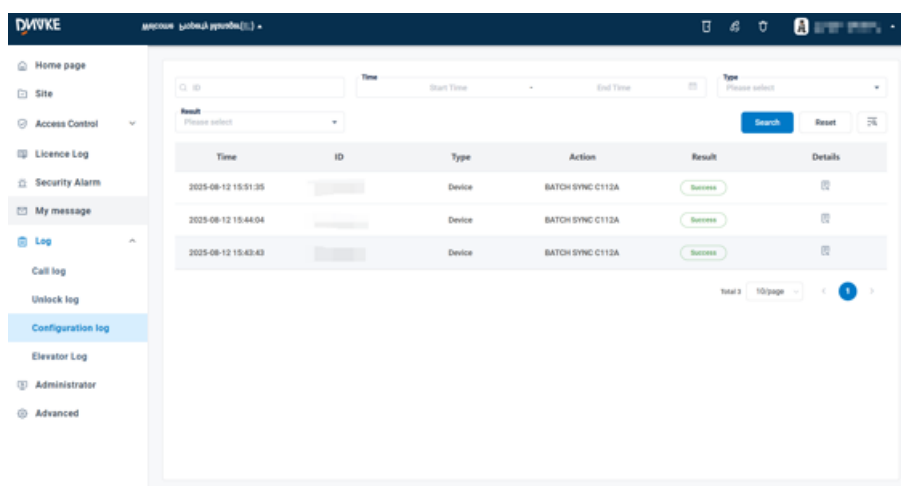 DNAKE
Home page
Site
Access Control
Licence Log
Security Alarm
My message
Log
Call log
Unlock log
Configuration log
Elevator Log
Administrator
Advanced
ID
Time
Start Time - End Time
Type
Please select
Result
Please select
Search Reset
Time ID Type Action Result Details
2025-08-12 15:51:35 Device BATCH SYNC C112A Success
2025-08-12 15:44:04 Device BATCH SYNC C112A Success
2025-08-12 15:43:43 Device BATCH SYNC C112A Success
Total 3 10/page 1